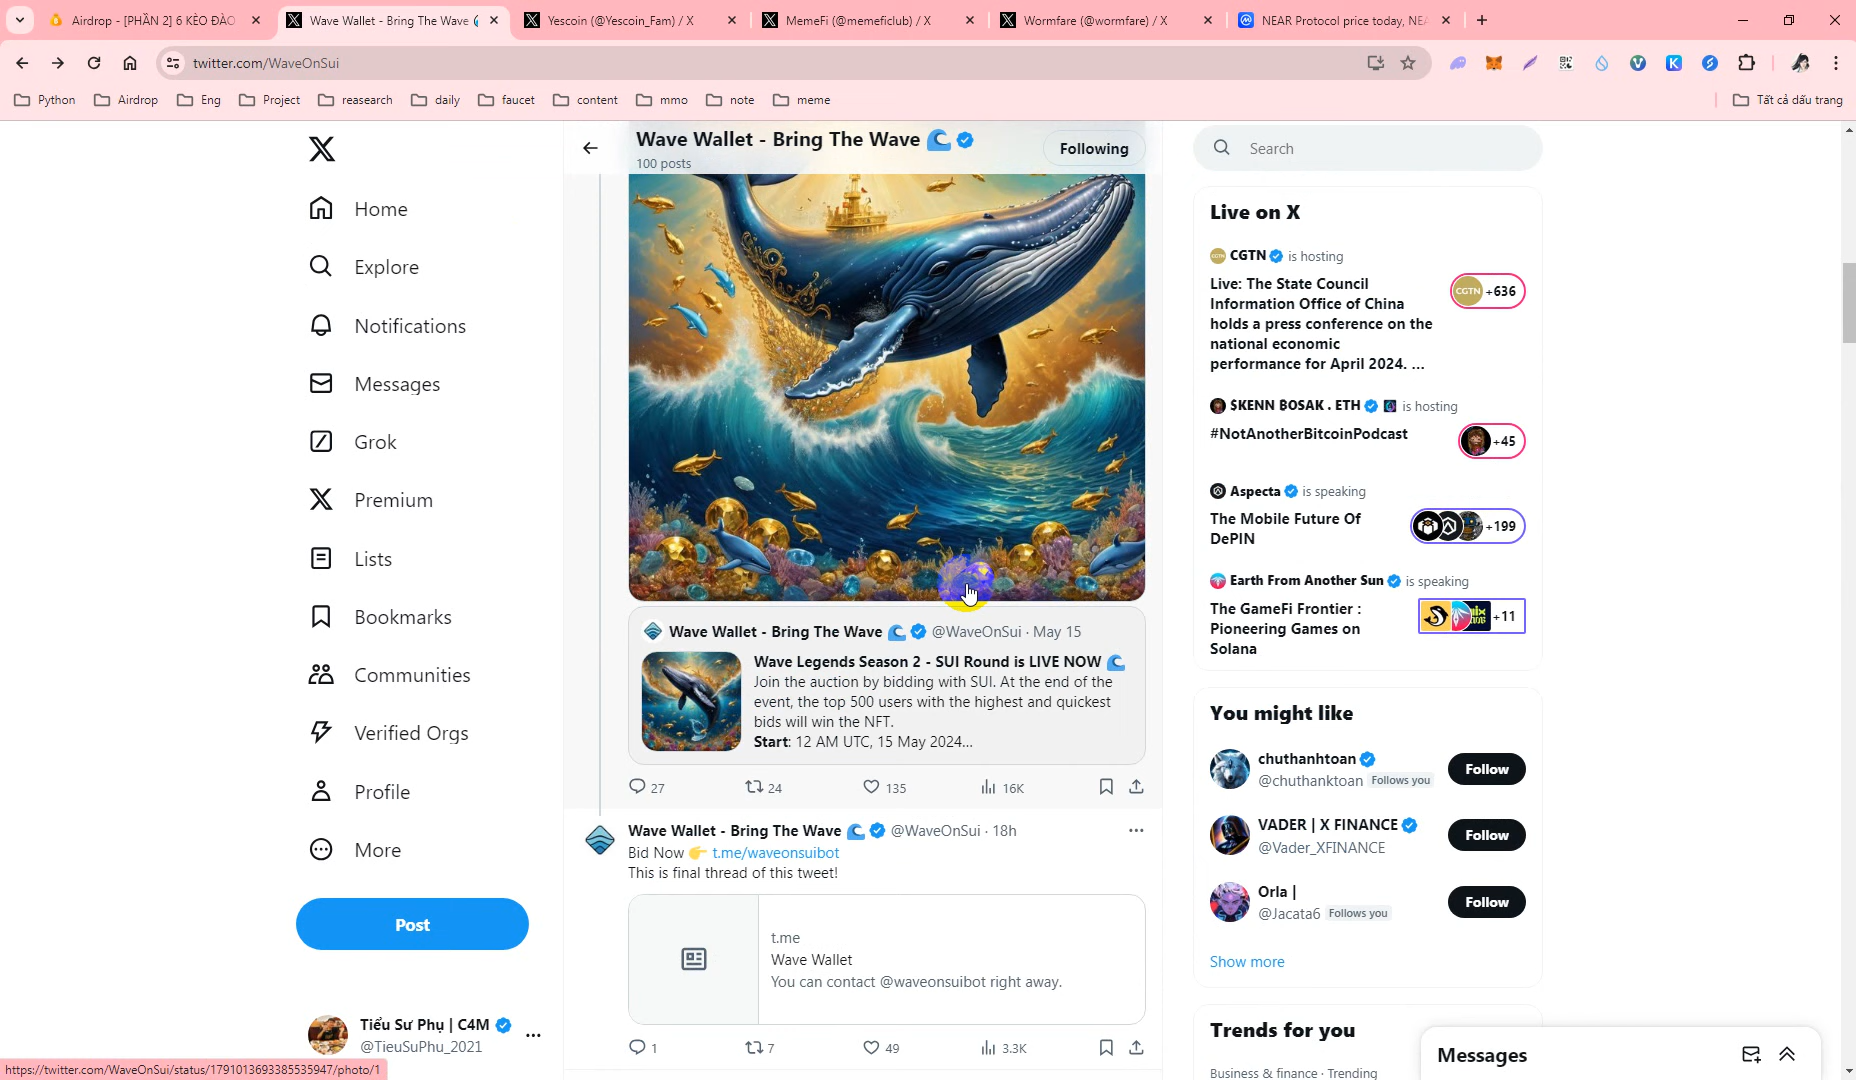 Airdrop - [PHẦN 2] 6 KÈO ĐÀO
Wave Wallet - Bring The Wave
Yescoin (@Yescoin_Fam) / X
MemeFi (@memeficlub) / X
Wormfare (@wormfare) / X
NEAR Protocol price today, NEA
twitter.com/WaveOnSui
Python
Airdrop
Eng
Project
reasearch
daily
faucet
content
mmo
note
meme
Tất cả dấu trang
Home
Explore
Notifications
Messages
Grok
Premium
Lists
Bookmarks
Communities
Verified Orgs
Profile
More
Post
Tiểu Sư Phụ | C4M
@TieuSuPhu_2021
https://twitter.com/WaveOnSui/status/1791013693385535947/photo/1
Wave Wallet - Bring The Wave
100 posts
Following
Wave Wallet - Bring The Wave @WaveOnSui · May 15
Wave Legends Season 2 - SUI Round is LIVE NOW
Join the auction by bidding with SUI. At the end of the
event, the top 500 users with the highest and quickest
bids will win the NFT.
Start: 12 AM UTC, 15 May 2024...
27 24 135 16K
Wave Wallet - Bring The Wave @WaveOnSui · 18h
Bid Now t.me/waveonsuibot
This is final thread of this tweet!
t.me
Wave Wallet
You can contact @waveonsuibot right away.
1 7 49 3.3K
Search
Live on X
CGTN is hosting
Live: The State Council
Information Office of China
holds a press conference on the
national economic
performance for April 2024. ...
CGTN +636
$KENN BOSAK . ETH is hosting
#NotAnotherBitcoinPodcast
+45
Aspecta is speaking
The Mobile Future Of
DePIN
+199
Earth From Another Sun is speaking
The GameFi Frontier :
Pioneering Games on
Solana
+11
You might like
chuthanhtoan
@chuthanktoan Follows you
Follow
VADER | X FINANCE
@Vader_XFINANCE
Follow
Orla |
@Jacata6 Follows you
Follow
Show more
Trends for you
Business & finance · Trending
Messages